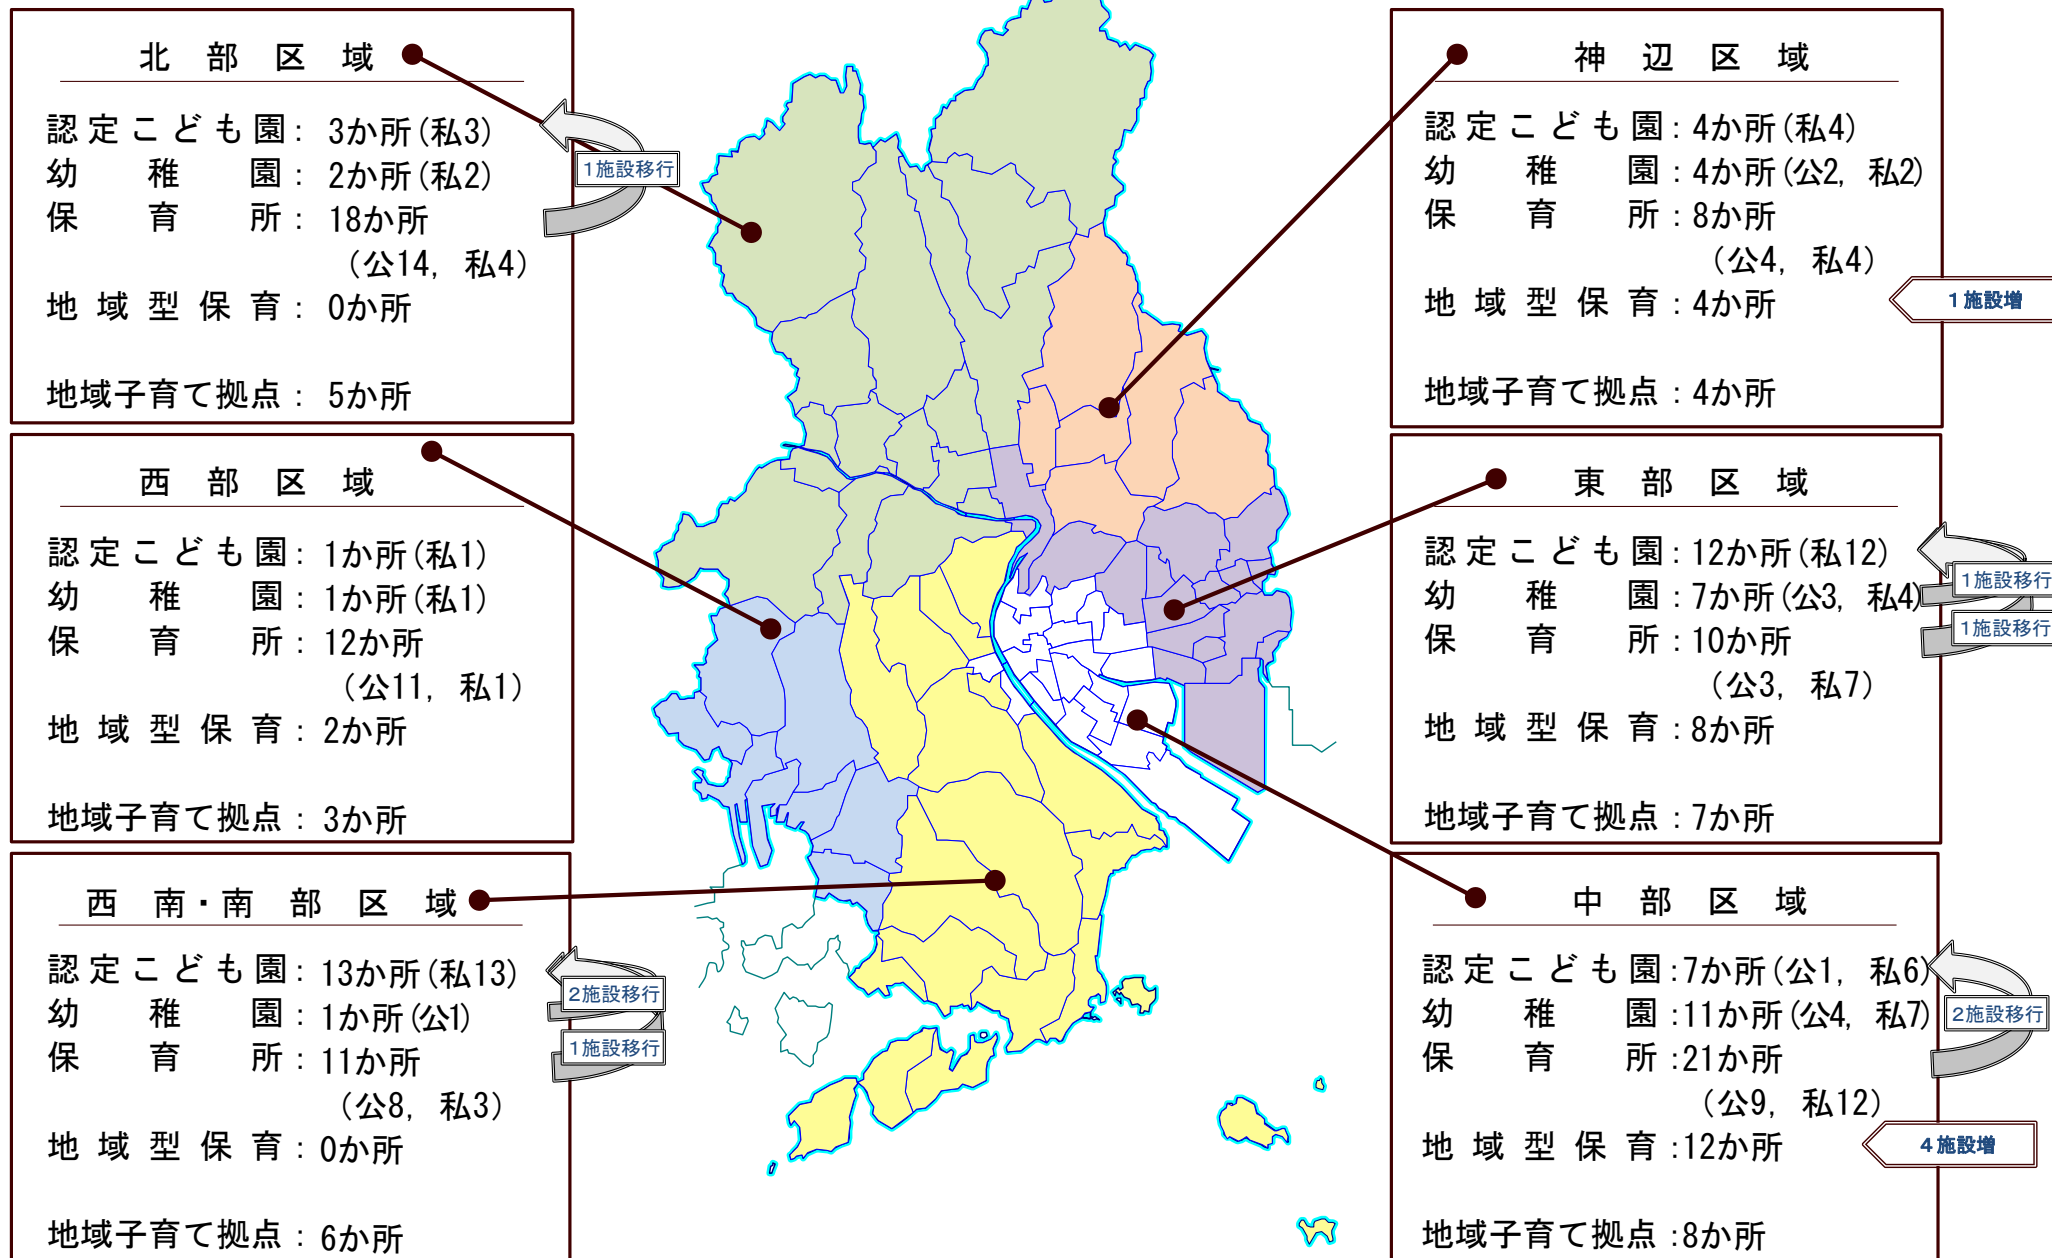 北部区域
認定こども園：3か所(私3)
幼稚園：2か所(私2)
保育所：18か所
(公14，私4)
地域型保育：0か所
地域子育て拠点：5か所
1施設移行
西部区域
認定こども園：1か所(私1)
幼稚園：1か所(私1)
保育所：12か所
(公11，私1)
地域型保育：2か所
地域子育て拠点：3か所
西南・南部区域
認定こども園：13か所(私13)
幼稚園：1か所(公1)
保育所：11か所
(公8，私3)
地域型保育：0か所
地域子育て拠点：6か所
2施設移行
1施設移行
神辺区域
認定こども園：4か所(私4)
幼稚園：4か所(公2，私2)
保育所：8か所
(公4，私4)
地域型保育：4か所
地域子育て拠点：4か所
1施設増
東部区域
認定こども園：12か所(私12)
幼稚園：7か所(公3，私4)
保育所：10か所
(公3，私7)
地域型保育：8か所
地域子育て拠点：7か所
1施設移行
1施設移行
中部区域
認定こども園：7か所(公1，私6)
幼稚園：11か所(公4，私7)
保育所：21か所
(公9，私12)
地域型保育：12か所
地域子育て拠点：8か所
2施設移行
4施設増